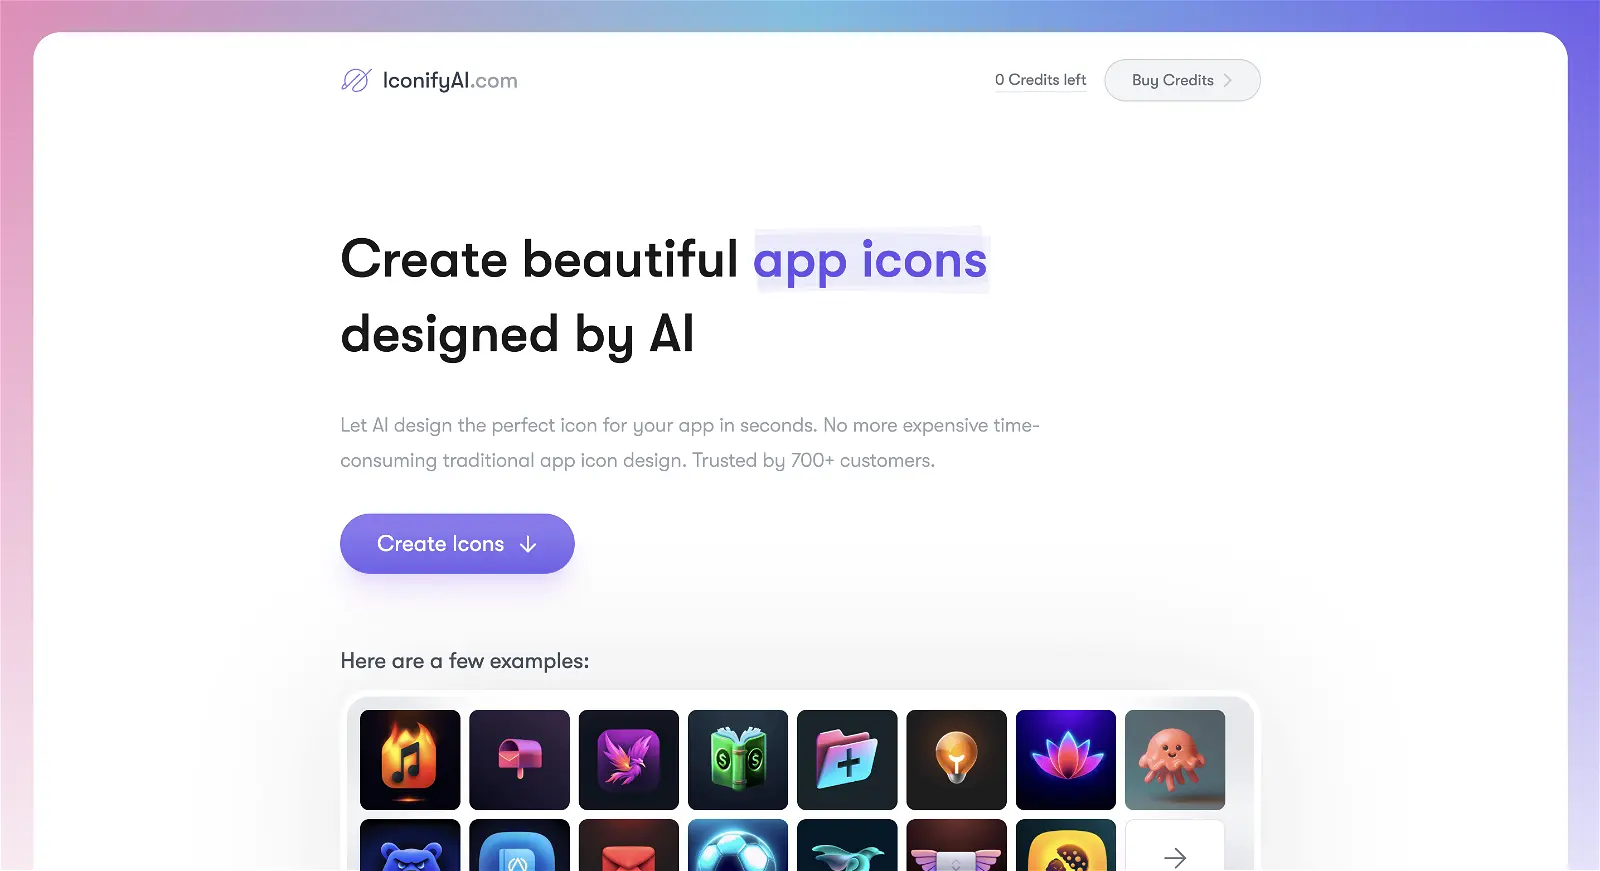 IconifyAI.com
0 Credits left
Buy Credits
Create beautiful app icons
designed by AI
Let AI design the perfect icon for your app in seconds. No more expensive time-
consuming traditional app icon design. Trusted by 700+ customers.
Create Icons
Here are a few examples:
$ $